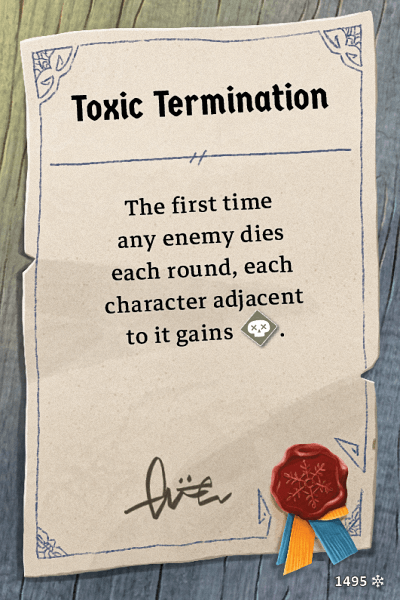 Toxic Termination
The first time
any enemy dies
each round, each
character adjacent
to it gains .
1495